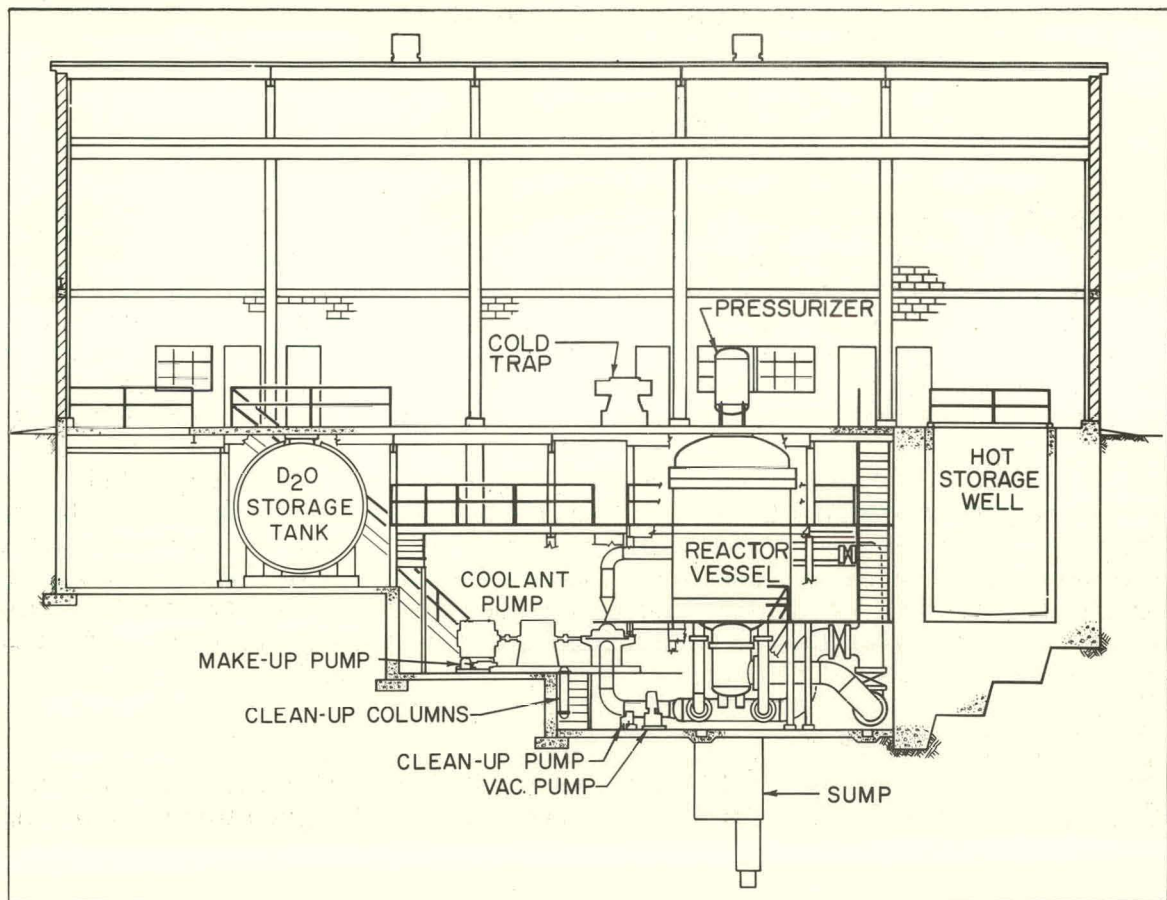 PRESSURIZER
COLD
TRAP
D2O
STORAGE
TANK
HOT
STORAGE
WELL
REACTOR
VESSEL
COOLANT
PUMP
MAKE-UP PUMP
CLEAN-UP COLUMNS
CLEAN-UP PUMP
VAC. PUMP
SUMP